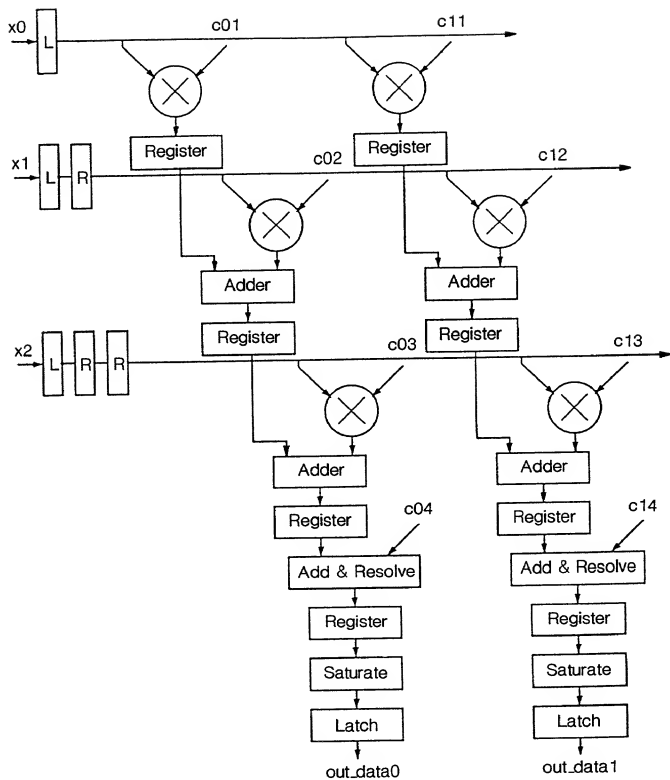 x0 L c01 c11
Register Register
x1 L R c02 c12
Adder Adder
Register Register
x2 L R R c03 c13
Adder Adder
Register c04 Register c14
Add & Resolve Add & Resolve
Register Register
Saturate Saturate
Latch Latch
out_data0 out_data1